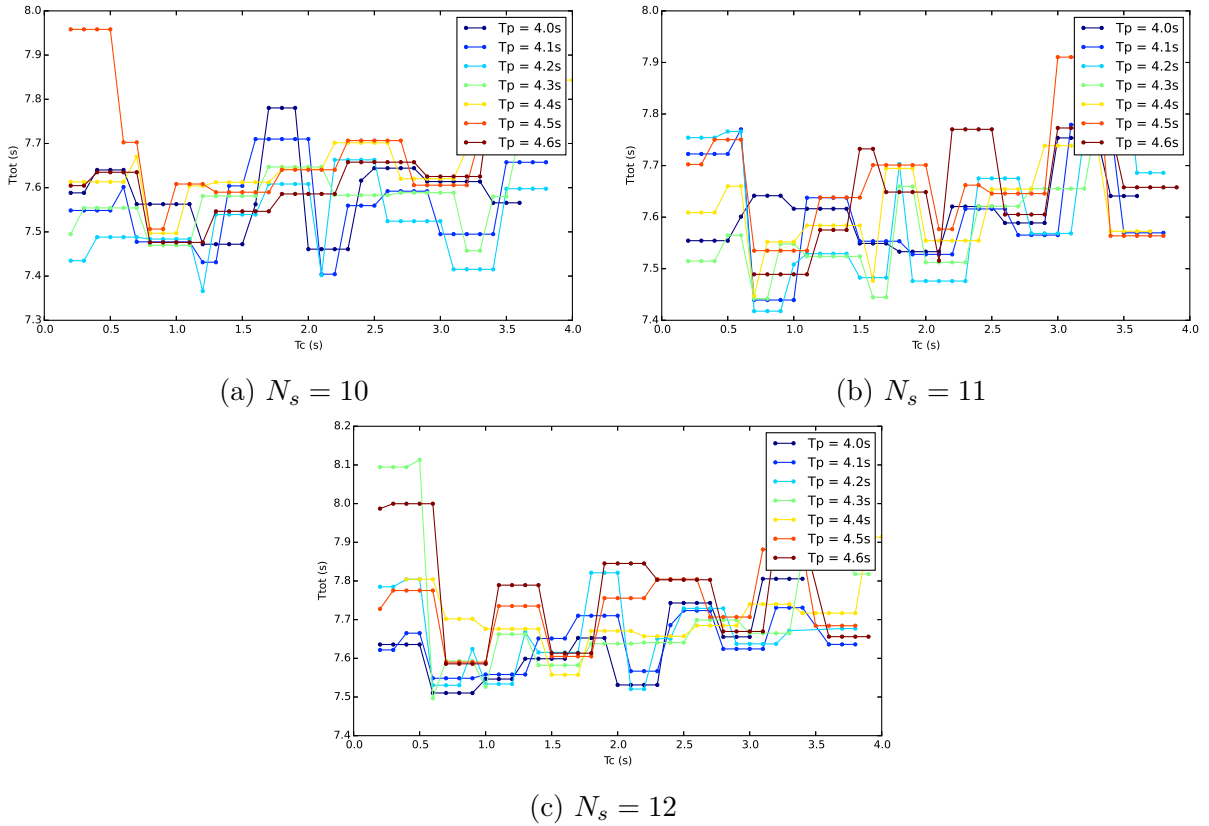 8.0
7.9
7.8
7.7
7.6
7.5
7.4
7.3
Ttot (s)
0.0 0.5 1.0 1.5 2.0 2.5 3.0 3.5 4.0
Tc (s)
Tp = 4.0s
Tp = 4.1s
Tp = 4.2s
Tp = 4.3s
Tp = 4.4s
Tp = 4.5s
Tp = 4.6s
(a) N_s = 10
8.0
7.9
7.8
7.7
7.6
7.5
7.4
Ttot (s)
0.0 0.5 1.0 1.5 2.0 2.5 3.0 3.5 4.0
Tc (s)
Tp = 4.0s
Tp = 4.1s
Tp = 4.2s
Tp = 4.3s
Tp = 4.4s
Tp = 4.5s
Tp = 4.6s
(b) N_s = 11
8.2
8.1
8.0
7.9
7.8
7.7
7.6
7.5
7.4
Ttot (s)
0.0 0.5 1.0 1.5 2.0 2.5 3.0 3.5 4.0
Tc (s)
Tp = 4.0s
Tp = 4.1s
Tp = 4.2s
Tp = 4.3s
Tp = 4.4s
Tp = 4.5s
Tp = 4.6s
(c) N_s = 12